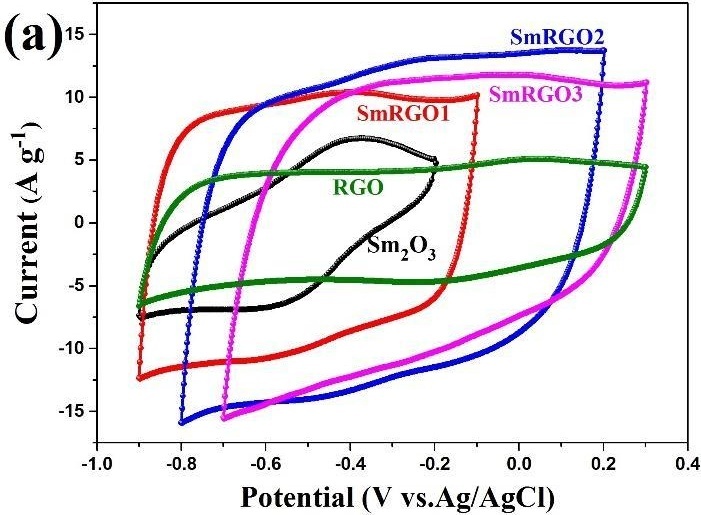 (a)
SmRGO2
SmRGO3
SmRGO1
RGO
Sm₂O₃
Current (A g⁻¹)
15
10
5
0
-5
-10
-15
-1.0 -0.8 -0.6 -0.4 -0.2 0.0 0.2 0.4
Potential (V vs.Ag/AgCl)